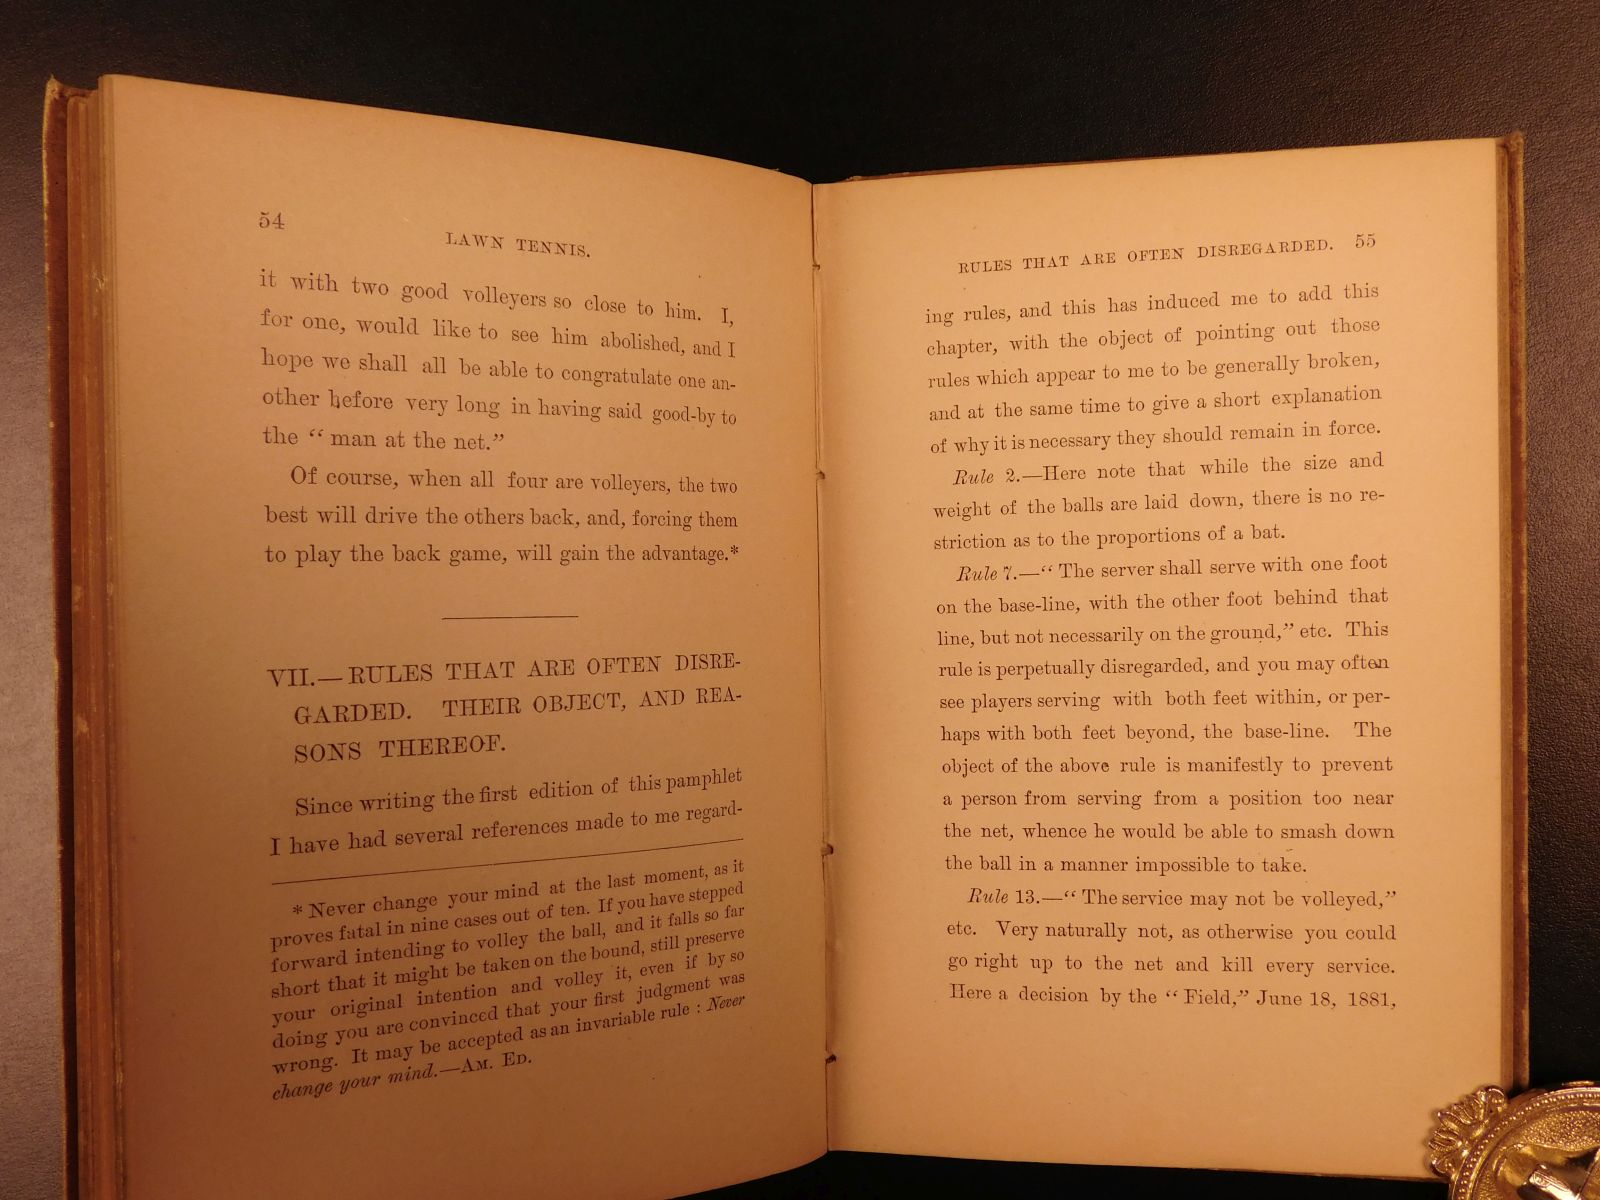 54
LAWN TENNIS.
it with two good volleyers so close to him. I,
for one, would like to see him abolished, and I
hope we shall all be able to congratulate one an-
other before very long in having said good-by to
the “ man at the net.”
Of course, when all four are volleyers, the two
best will drive the others back, and, forcing them
to play the back game, will gain the advantage.*
VII.—RULES THAT ARE OFTEN DISRE-
GARDED. THEIR OBJECT, AND REA-
SONS THEREOF.
Since writing the first edition of this pamphlet
I have had several references made to me regard-
* Never change your mind at the last moment, as it
proves fatal in nine cases out of ten. If you have stepped
forward intending to volley the ball, and it falls so far
short that it might be taken on the bound, still preserve
your original intention and volley it, even if by so
doing you are convinced that your first judgment was
wrong. It may be accepted as an invariable rule : Never
change your mind.—AM. ED.
RULES THAT ARE OFTEN DISREGARDED. 55
ing rules, and this has induced me to add this
chapter, with the object of pointing out those
rules which appear to me to be generally broken,
and at the same time to give a short explanation
of why it is necessary they should remain in force.
Rule 2.—Here note that while the size and
weight of the balls are laid down, there is no re-
striction as to the proportions of a bat.
Rule 7.—“ The server shall serve with one foot
on the base-line, with the other foot behind that
line, but not necessarily on the ground,” etc. This
rule is perpetually disregarded, and you may often
see players serving with both feet within, or per-
haps with both feet beyond, the base-line. The
object of the above rule is manifestly to prevent
a person from serving from a position too near
the net, whence he would be able to smash down
the ball in a manner impossible to take.
Rule 13.—“ The service may not be volleyed,”
etc. Very naturally not, as otherwise you could
go right up to the net and kill every service.
Here a decision by the “ Field,” June 18, 1881,